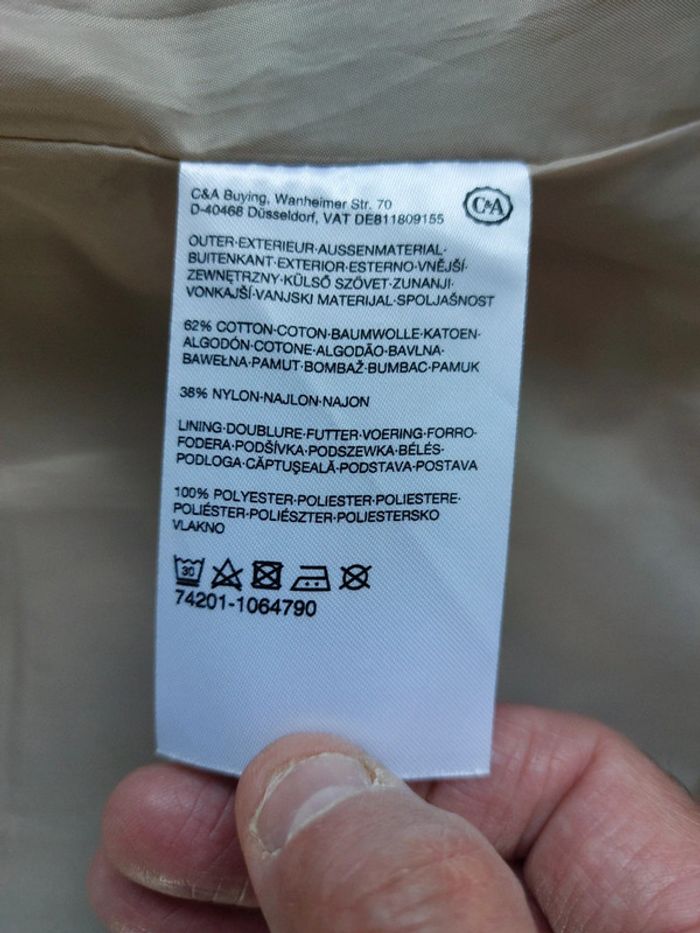 C&A Buying, Wanheimer Str. 70
D-40468 Düsseldorf, VAT DE811809155
C&A
OUTER·EXTERIEUR·AUSSENMATERIAL·
BUITENKANT·EXTERIOR·ESTERNO·VNĚJŠÍ·
ZEWNĘTRZNY·KÜLSŐ SZÖVET·ZUNANJI·
VONKAJŠÍ·VANJSKI MATERIJAL·SPOLJAŠNOST
62% COTTON·COTON·BAUMWOLLE·KATOEN·
ALGODÓN·COTONE·ALGODÃO·BAVLNA·
BAWEŁNA·PAMUT·BOMBAŽ·BUMBAC·PAMUK
38% NYLON·NAJLON·NAJON
LINING·DOUBLURE·FUTTER·VOERING·FORRO·
FODERA·PODŠÍVKA·PODSZEWKA·BÉLÉS·
PODLOGA·CĂPTUŞEALĂ·PODSTAVA·POSTAVA
100% POLYESTER·POLIESTER·POLIESTERE·
POLIÉSTER·POLIÉSZTER·POLIESTERSKO
VLAKNO
30
74201-1064790